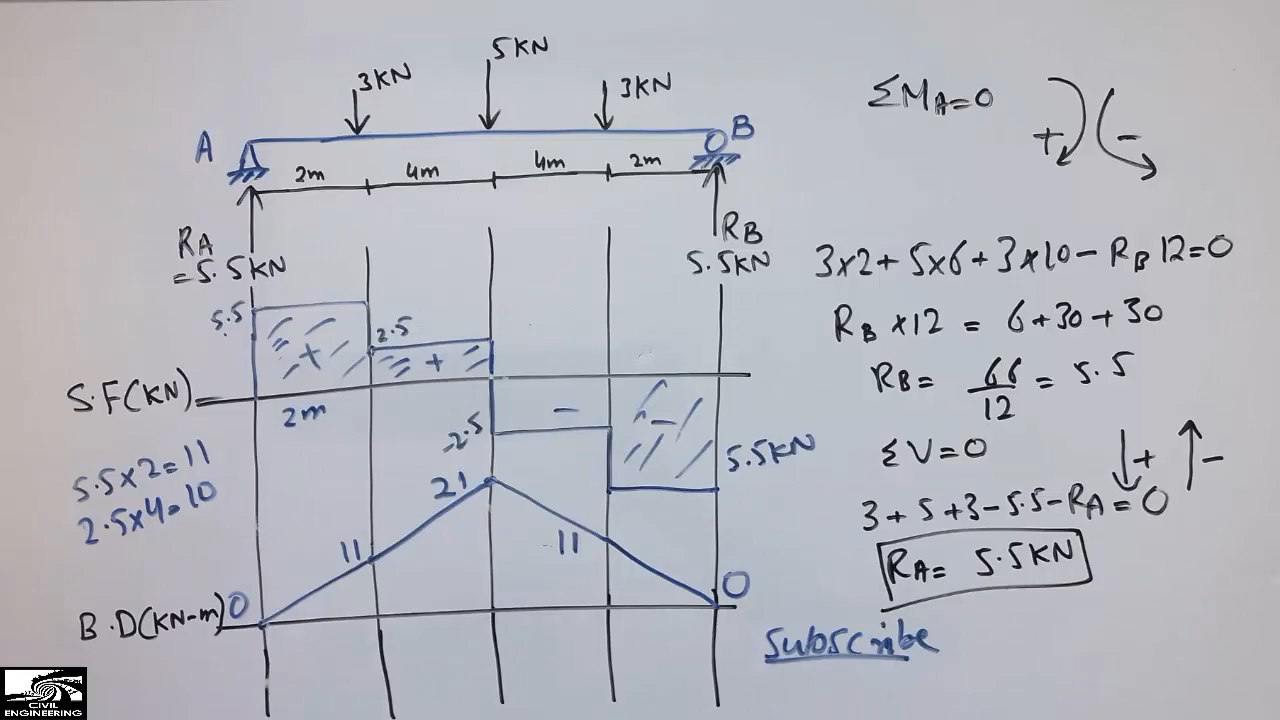 5KN
3KN
3KN
A
B
2m
4m
4m
2m
RA
= 5.5KN
RB
5.5KN
5.5
2.5
+
+
S.F(KN)
2m
-2.5
−
−
5.5KN
5.5x2=11
2.5x4=10
21
11
11
0
0
B.D(KN-m)
ΣMA=0
+
−
3x2+5x6+3x10-RB12=0
RB x12 = 6+30+30
RB= 66/12 = 5.5
ΣV=0
+
−
3+5+3-5.5-RA=0
RA= 5.5KN
Subscribe
CIVIL
ENGINEERING